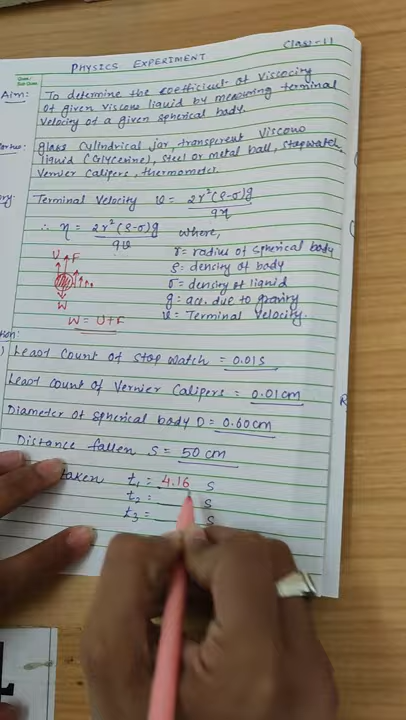 Class-11
PHYSICS EXPERIMENT
Aim: To determine the coefficient of viscocity
of given viscous liquid by measuring terminal
velocity of a given spherical body.
Glass Cylindrical jar, transperent Viscous
liquid (Glycerine), steel or metal ball, stopwatch,
Vernier Calipers, thermometer.
Terminal Velocity v = 2r²(ρ-σ)g / 9η
∴ η = 2r²(ρ-σ)g / 9v where,
r = radius of spherical body
ρ = density of body
σ = density of liquid
g = acc. due to gravity
v = Terminal velocity.
U F
W
W = U+F
Least count of stop watch = 0.01s
Least count of Vernier Calipers = 0.01cm
Diameter of spherical body D = 0.60cm
Distance fallen S = 50 cm
taken t₁ = 4.16 s
t₂ = ____ s
t₃ = ____ s